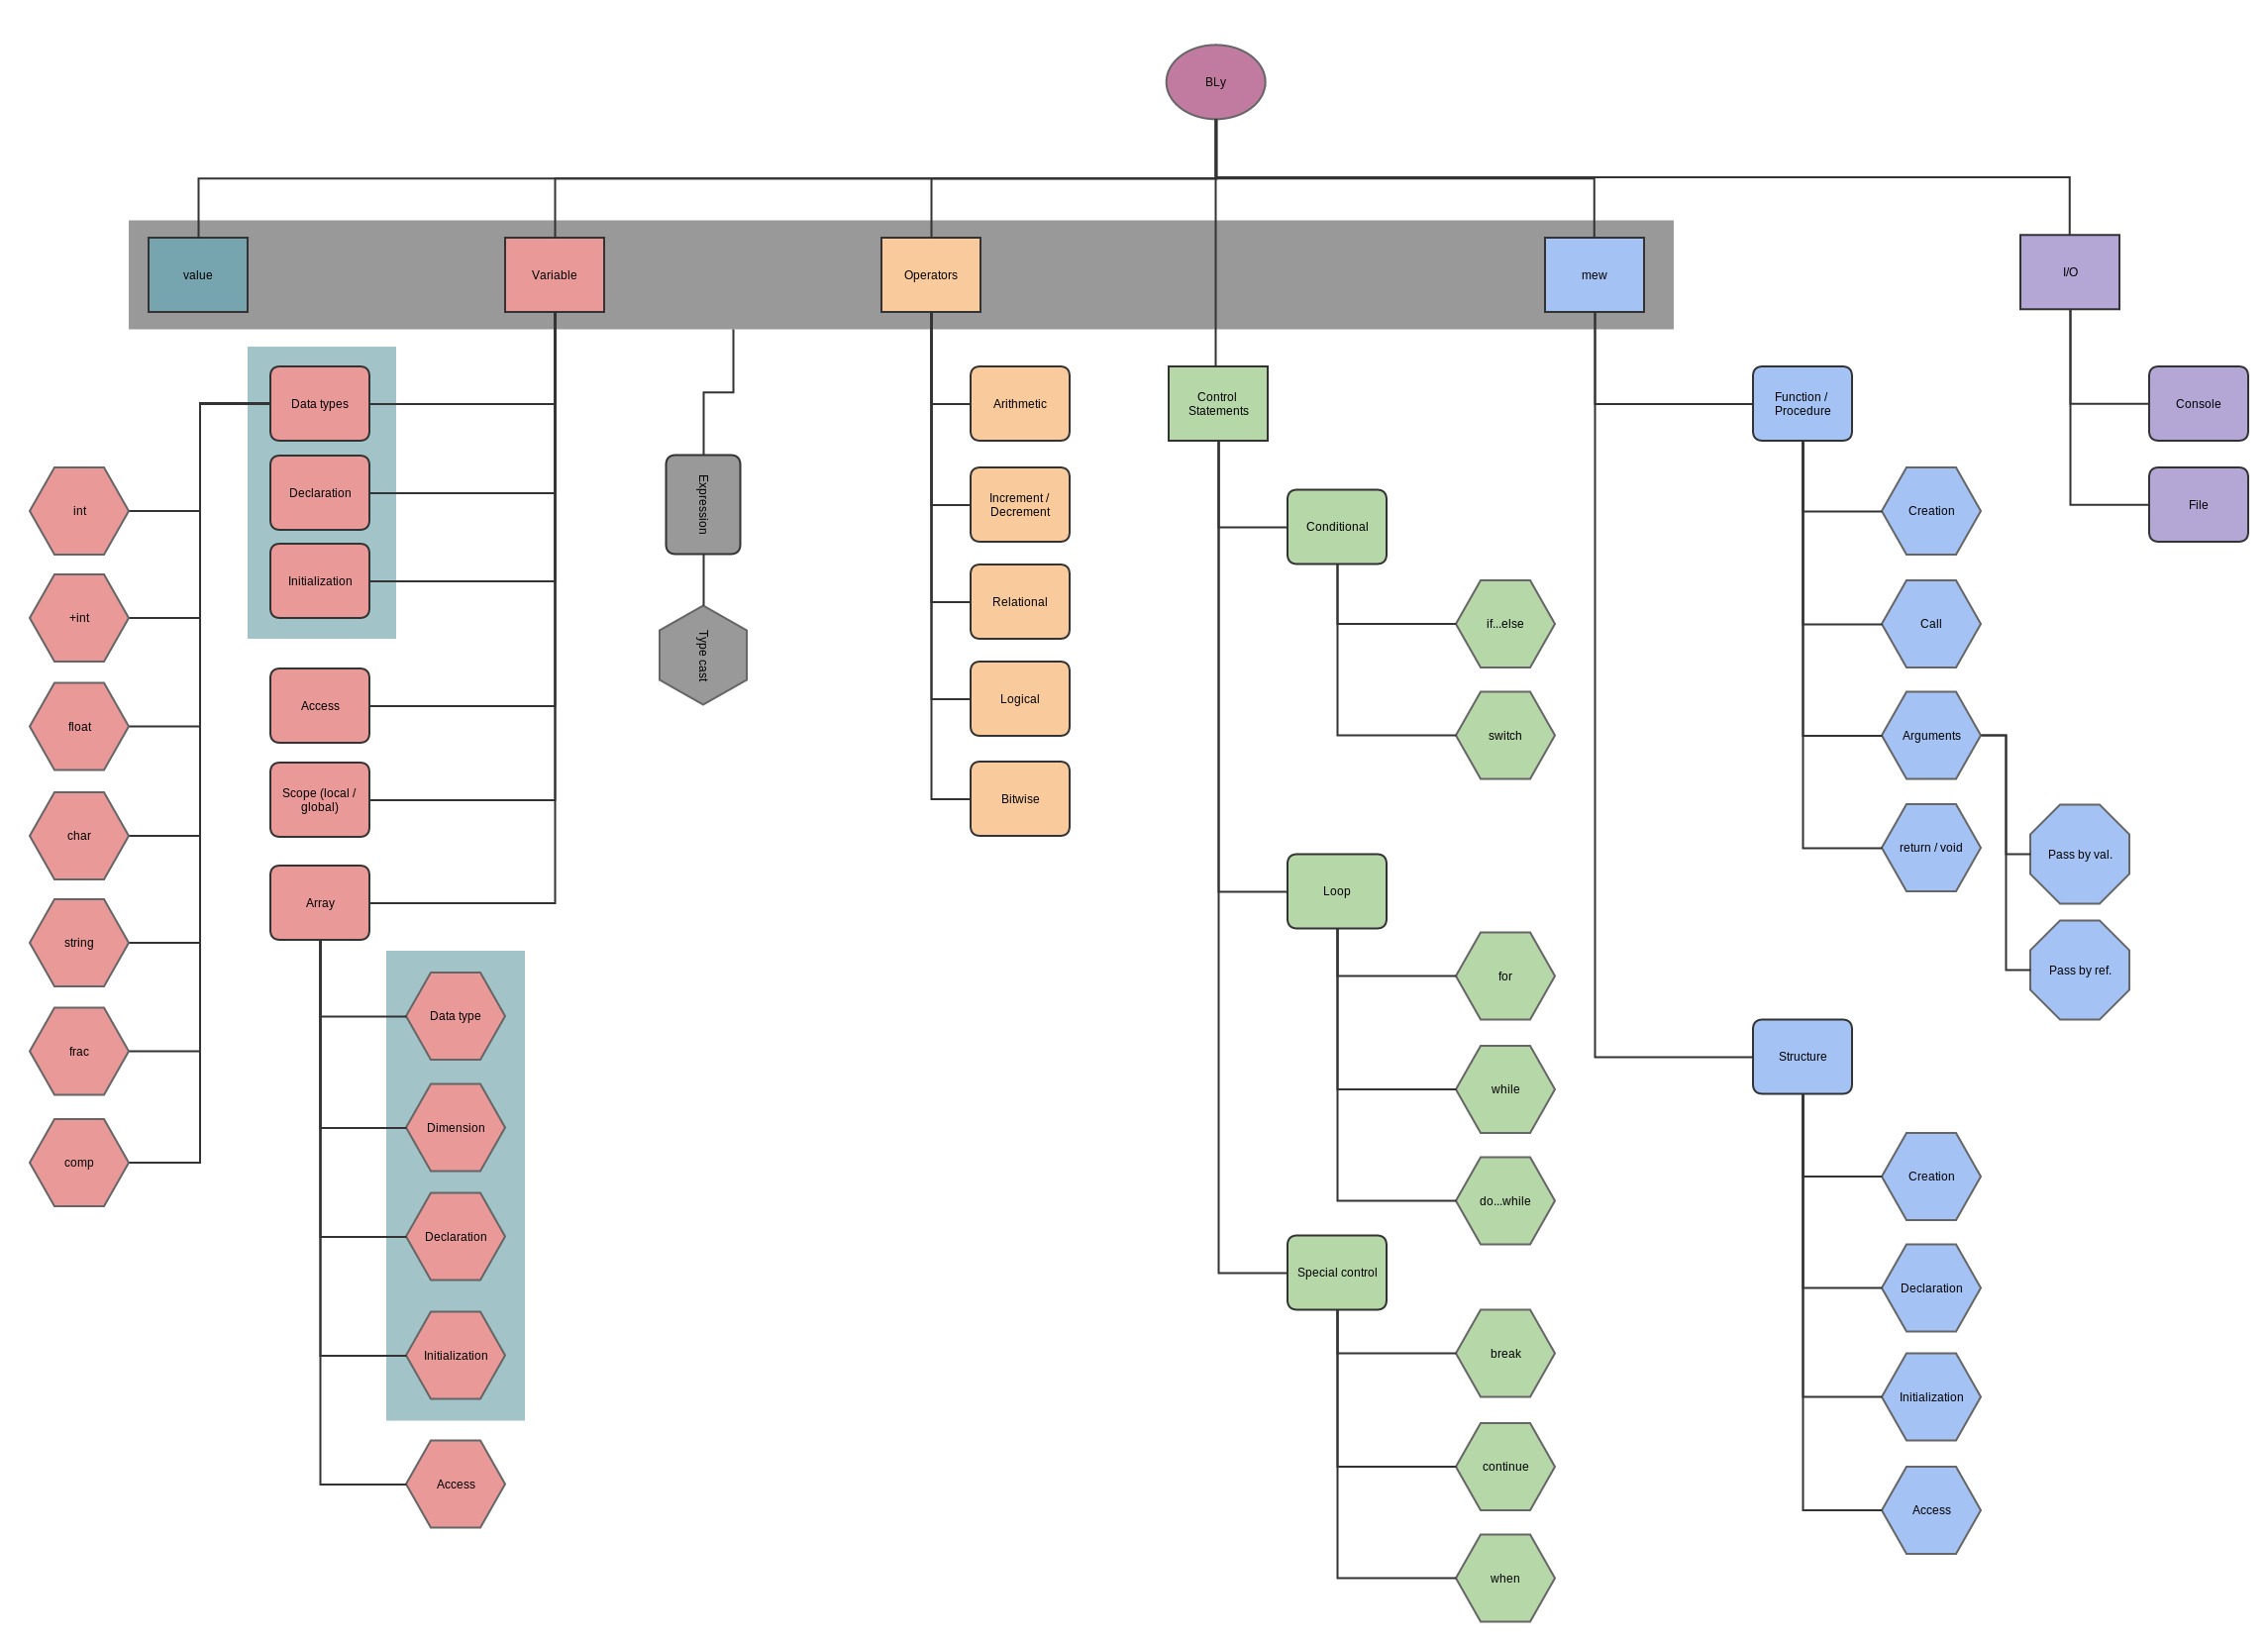 BLy
value
Variable
Operators
mew
I/O
Data types
Declaration
Initialization
Access
Scope (local /
global)
Array
int
+int
float
char
string
frac
comp
Data type
Dimension
Declaration
Initialization
Access
Expression
Type cast
Arithmetic
Increment /
Decrement
Relational
Logical
Bitwise
Control
Statements
Conditional
if...else
switch
Loop
for
while
do...while
Special control
break
continue
when
Function /
Procedure
Creation
Call
Arguments
return / void
Pass by val.
Pass by ref.
Structure
Creation
Declaration
Initialization
Access
Console
File